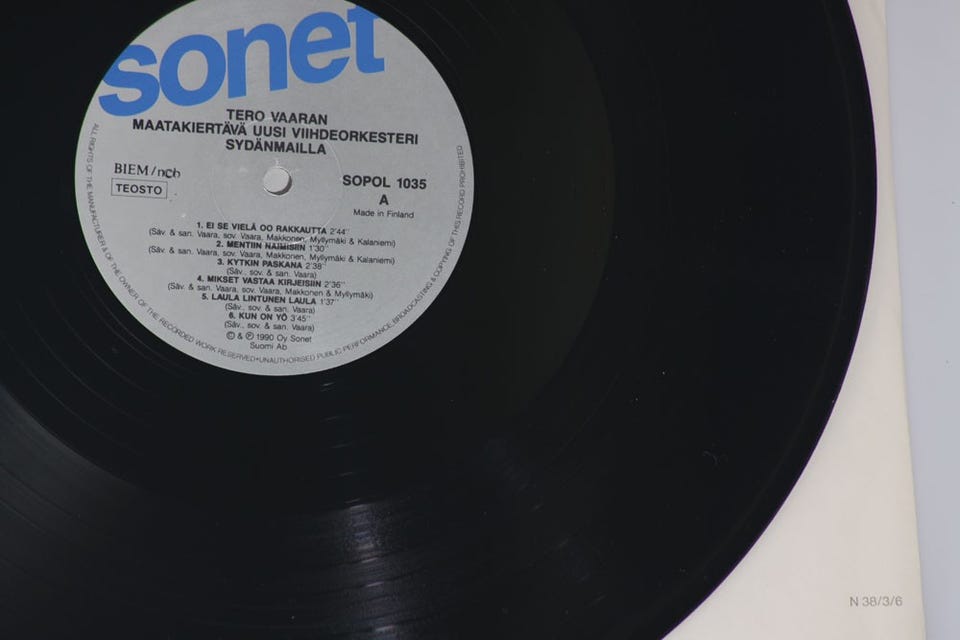 sonet
TERO VAARAN
MAATAKIERTÄVÄ UUSI VIIHDEORKESTERI
SYDÄNMAILLA
BIEM/ncb
TEOSTO
SOPOL 1035
A
Made in Finland
1. EI SE VIELÄ OO RAKKAUTTA 2'44''
(Säv. & san. Vaara, sov. Vaara, Makkonen, Myllymäki & Kalaniemi)
2. MENTIIN NAIMISIIN 1'30''
(Säv. & san. Vaara, sov. Vaara, Makkonen, Myllymäki & Kalaniemi)
3. KYTKIN PASKANA 2'38''
(Säv., sov. & san. Vaara)
4. MIKSET VASTAA KIRJEISIIN 2'36''
(Säv. & san. Vaara, sov. Vaara, Makkonen & Myllymäki)
5. LAULA LINTUNEN LAULA 1'37''
(Säv., sov. & san. Vaara)
6. KUN ON YÖ 3'45''
(Säv., sov. & san. Vaara)
© & ℗ 1990 Oy Sonet
Suomi Ab
ALL RIGHTS OF THE MANUFACTURER & OF THE OWNER OF THE RECORDED WORK RESERVED•UNAUTHORISED PUBLIC PERFORMANCE, BROADCASTING & COPYING OF THIS RECORD PROHIBITED
N 38/3/6